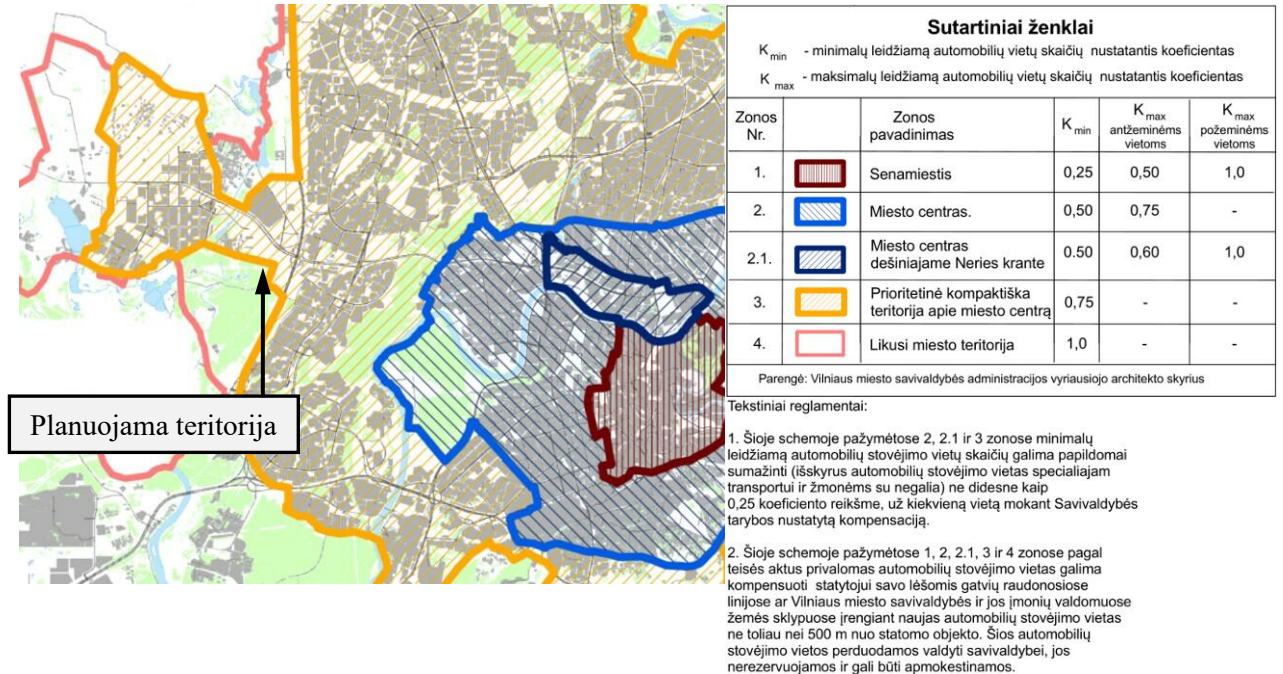 Planuojama teritorija
Sutartiniai ženklai
K min - minimalų leidžiamą automobilių vietų skaičių nustatantis koeficientas
K max - maksimalų leidžiamą automobilių vietų skaičių nustatantis koeficientas
Zonos Nr. Zonos pavadinimas K min K max antžeminėms vietoms K max požeminėms vietoms
1. Senamiestis 0,25 0,50 1,0
2. Miesto centras. 0,50 0,75 -
2.1. Miesto centras dešiniajame Neries krante 0.50 0,60 1,0
3. Prioritetinė kompaktiška teritorija apie miesto centrą 0,75 - -
4. Likusi miesto teritorija 1,0 - -
Parengė: Vilniaus miesto savivaldybės administracijos vyriausiojo architekto skyrius
Tekstiniai reglamentai:
1. Šioje schemoje pažymėtose 2, 2.1 ir 3 zonose minimalų
leidžiamą automobilių stovėjimo vietų skaičių galima papildomai
sumažinti (išskyrus automobilių stovėjimo vietas specialiajam
transportui ir žmonėms su negalia) ne didesne kaip
0,25 koeficiento reikšme, už kiekvieną vietą mokant Savivaldybės
tarybos nustatytą kompensaciją.
2. Šioje schemoje pažymėtose 1, 2, 2.1, 3 ir 4 zonose pagal
teisės aktus privalomas automobilių stovėjimo vietas galima
kompensuoti statytojui savo lėšomis gatvių raudonosiose
linijose ar Vilniaus miesto savivaldybės ir jos įmonių valdomuose
žemės sklypuose įrengiant naujas automobilių stovėjimo vietas
ne toliau nei 500 m nuo statomo objekto. Šios automobilių
stovėjimo vietos perduodamos valdyti savivaldybei, jos
nerezervuojamos ir gali būti apmokestinamos.